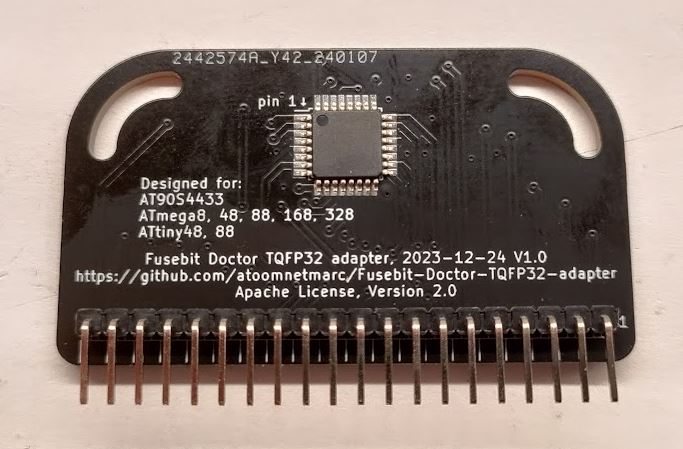 2442574A_Y42_240107
pin 1↓
Designed for:
AT90S4433
ATmega8, 48, 88, 168, 328
ATtiny48, 88
Fusebit Doctor TQFP32 adapter, 2023-12-24 V1.0
https://github.com/atoomnetmarc/Fusebit-Doctor-TQFP32-adapter
Apache License, Version 2.0
1